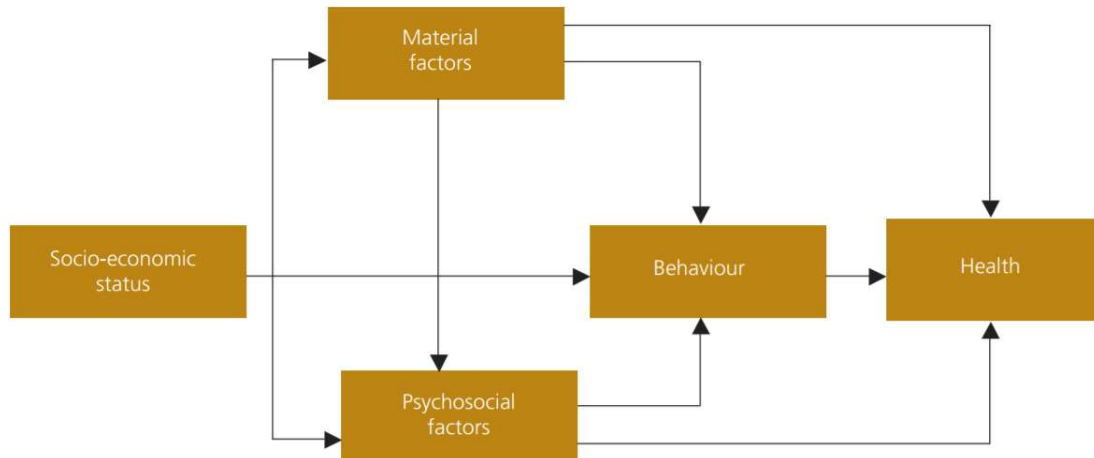 Material
factors
Socio-economic
status
Behaviour
Health
Psychosocial
factors